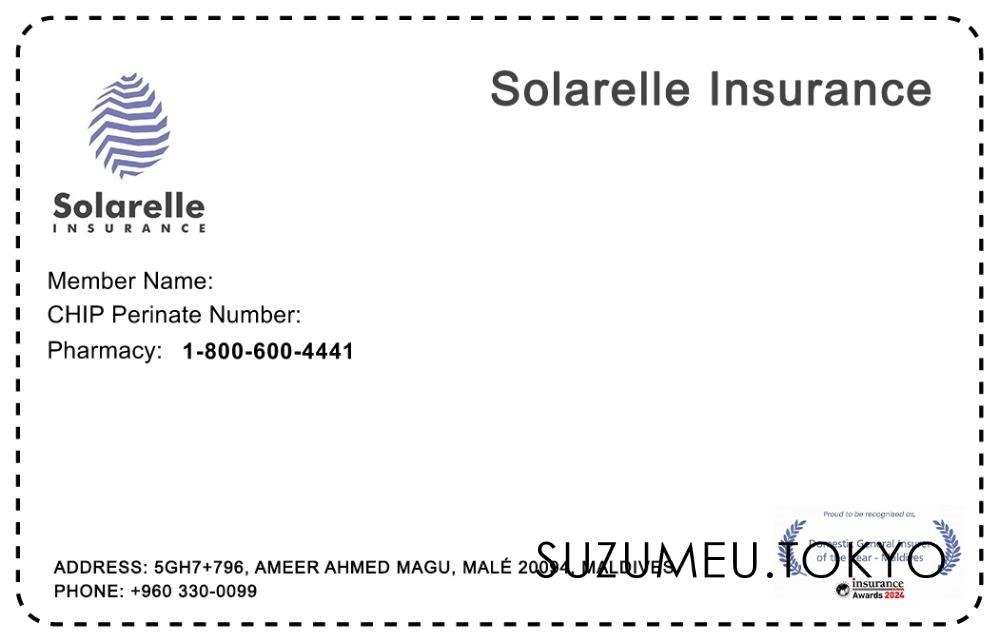 Solarelle Insurance
Solarelle
INSURANCE
Member Name:
CHIP Perinate Number:
Pharmacy: 1-800-600-4441
Proud to be recognised as,
Domestic General Insurer
of the Year - Maldives
SUZUMEU.TOKYO
ADDRESS: 5GH7+796, AMEER AHMED MAGU, MALÉ 20094, MALDIVES
PHONE: +960 330-0099
insurance
Awards 2024